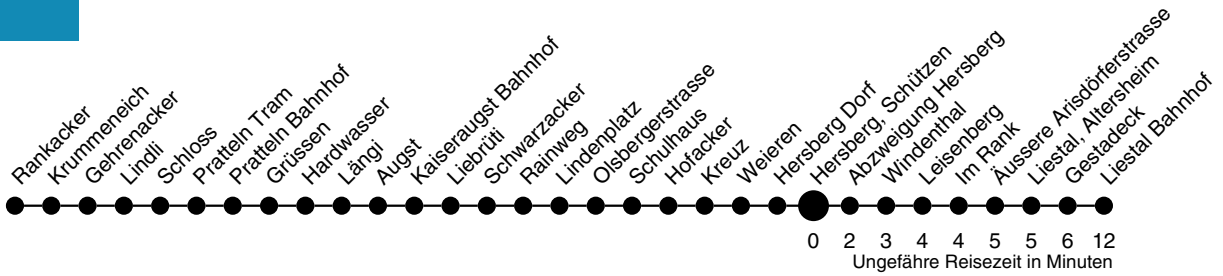 Rankacker
Krummeneich
Gehrenacker
Lindli
Schloss
Pratteln Tram
Pratteln Bahnhof
Grüssen
Hardwasser
Längi
Augst
Kaiseraugst Bahnhof
Liebrüti
Schwarzacker
Rainweg
Lindenplatz
Olsbergerstrasse
Schulhaus
Hofacker
Kreuz
Weieren
Hersberg Dorf
Hersberg, Schützen
Abzweigung Hersberg
Windenthal
Leisenberg
Im Rank
Äussere Arisdörferstrasse
Liestal, Altersheim
Gestadeck
Liestal Bahnhof
0 2 3 4 4 5 5 6 12
Ungefähre Reisezeit in Minuten